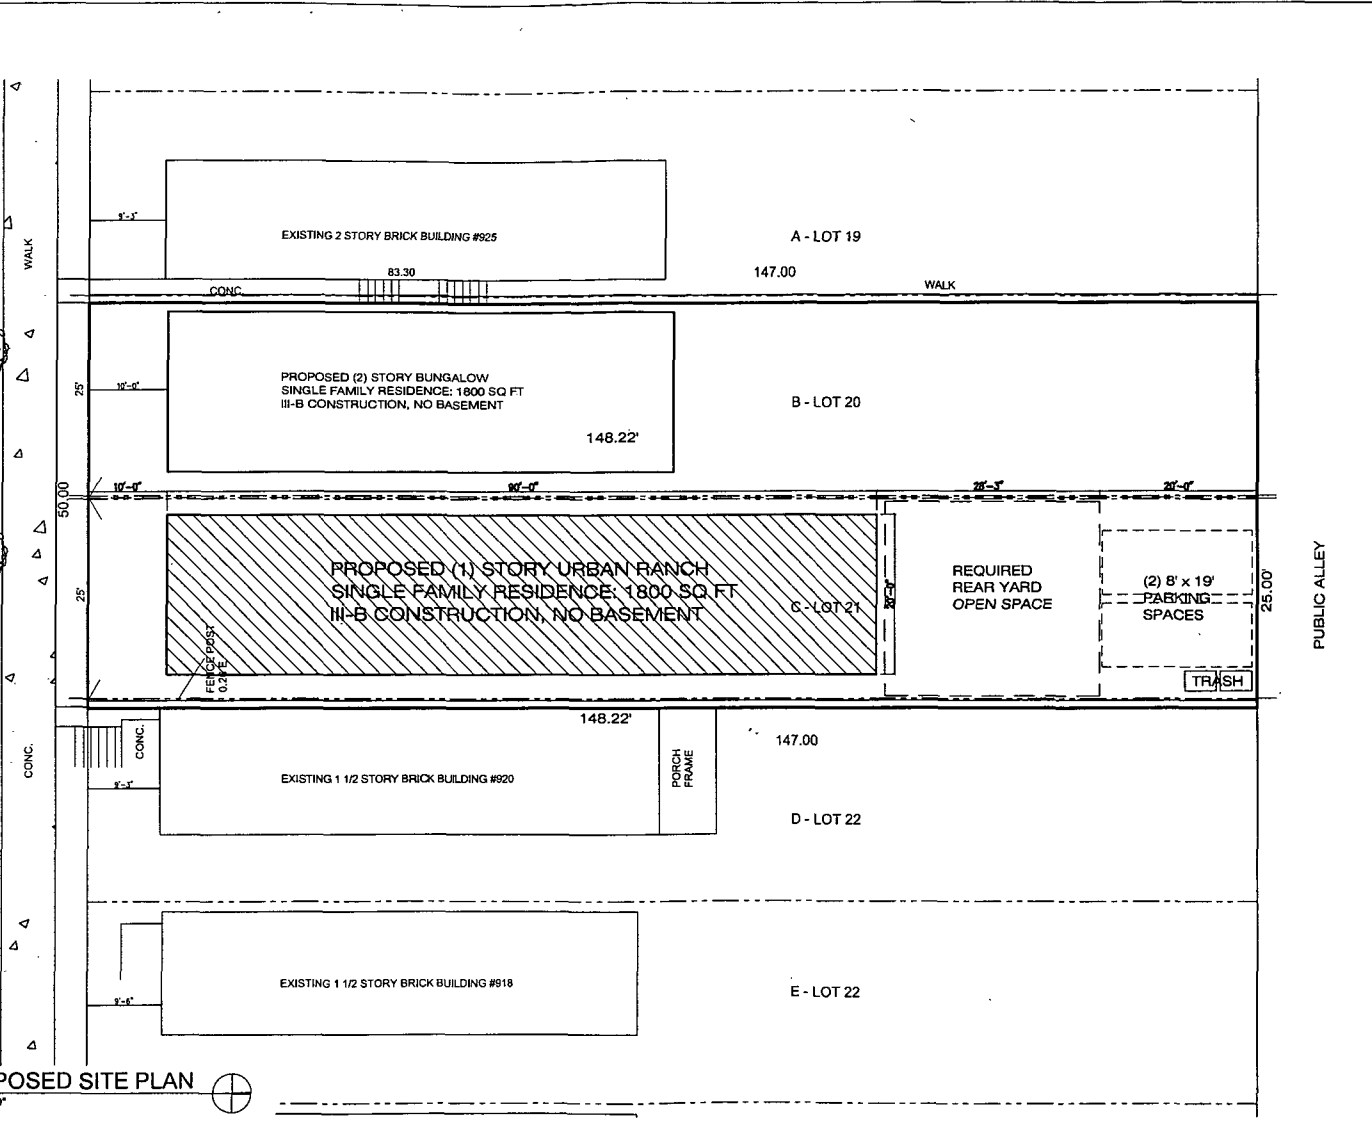 WALK
9'-3"
EXISTING 2 STORY BRICK BUILDING #925
A - LOT 19
83.30
147.00
CONC.
WALK
25'
10'-0"
PROPOSED (2) STORY BUNGALOW
SINGLE FAMILY RESIDENCE: 1800 SQ FT
III-B CONSTRUCTION, NO BASEMENT
B - LOT 20
148.22'
50.00
10'-0"
90'-0"
28'-3"
20'-0"
25'
PROPOSED (1) STORY URBAN RANCH
SINGLE FAMILY RESIDENCE: 1800 SQ FT
III-B CONSTRUCTION, NO BASEMENT
C - LOT 21
20'-0"
REQUIRED
REAR YARD
OPEN SPACE
(2) 8' x 19'
PARKING
SPACES
25.00'
PUBLIC ALLEY
TRASH
FENCE POST
148.22'
147.00
CONC.
CONC.
9'-3"
EXISTING 1 1/2 STORY BRICK BUILDING #920
PORCH
FRAME
D - LOT 22
EXISTING 1 1/2 STORY BRICK BUILDING #918
9'-6"
E - LOT 22
POSED SITE PLAN